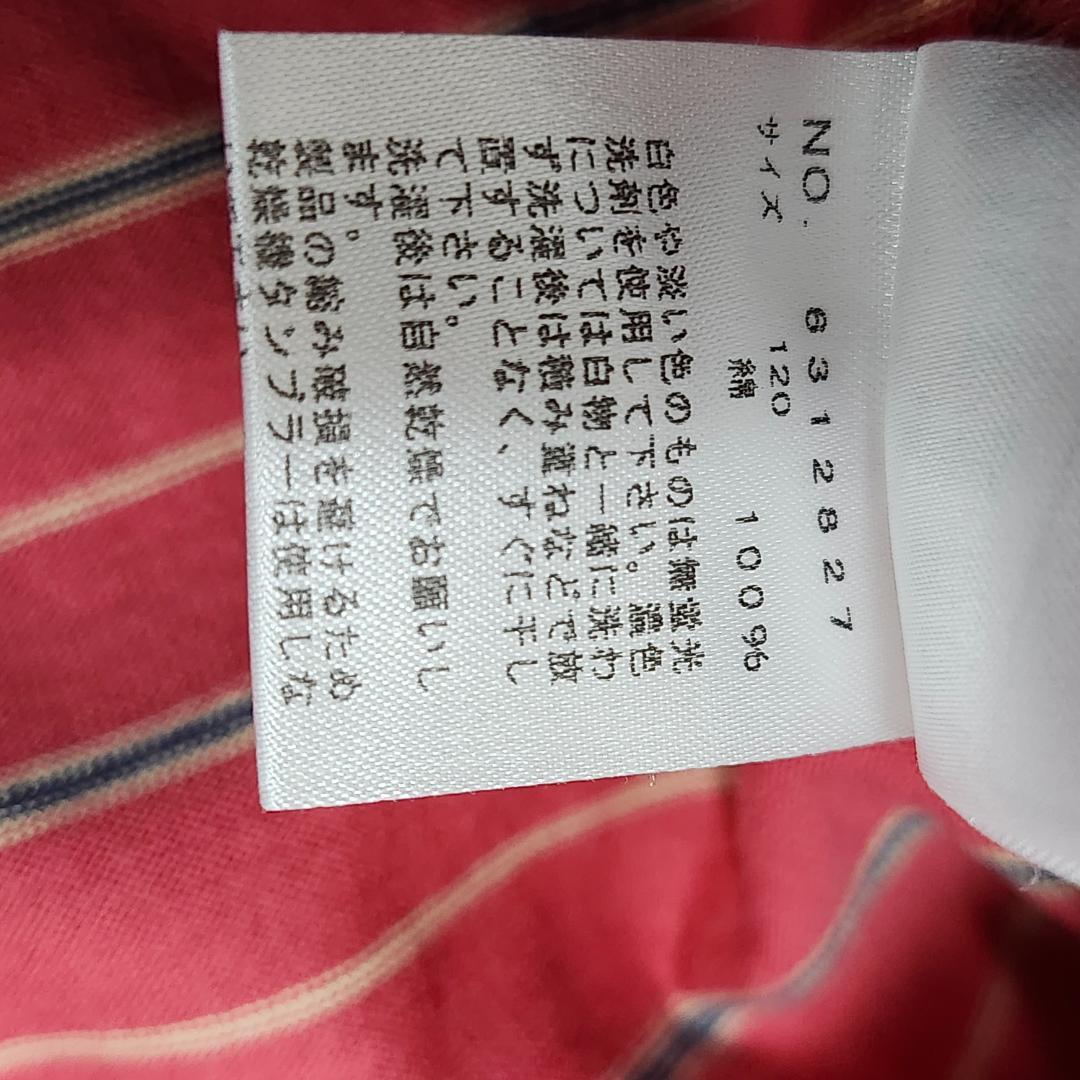 NO. 6312827
サイズ 120
綿 100%
白色や淡い色のものは無蛍光
洗剤を使用して下さい。濃色
については白物と一緒に洗わ
ず洗濯後は積み重ねなどで放
置することなく、すぐに干し
て下さい。
洗濯後は自然乾燥でお願いし
ます。
製品の縮み破損を避けるため
乾燥機タンブラーは使用しな